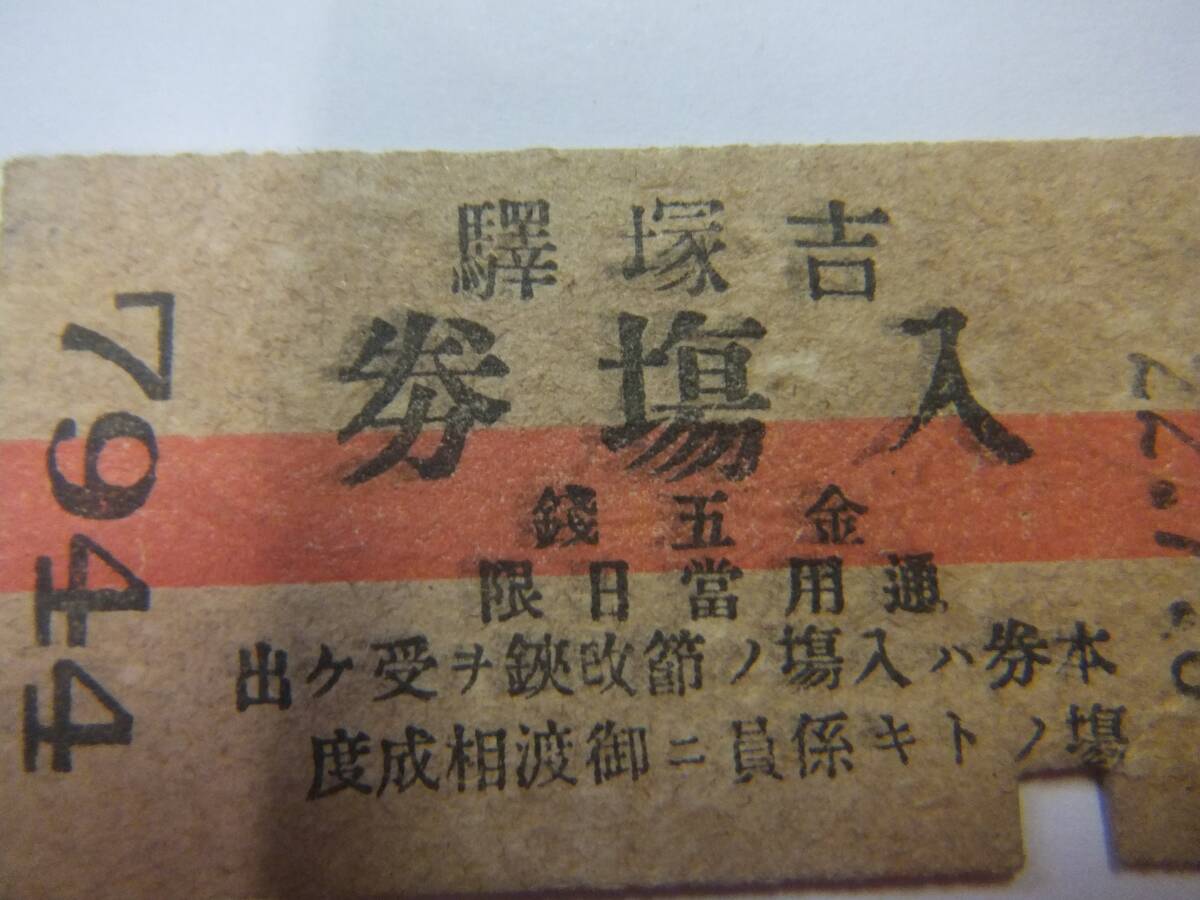 吉塚驛
入場券
金五錢
通用當日限
本券ハ入場ノ節改鋏ヲ受ケ出
場ノトキ係員ニ御渡相成度
7944